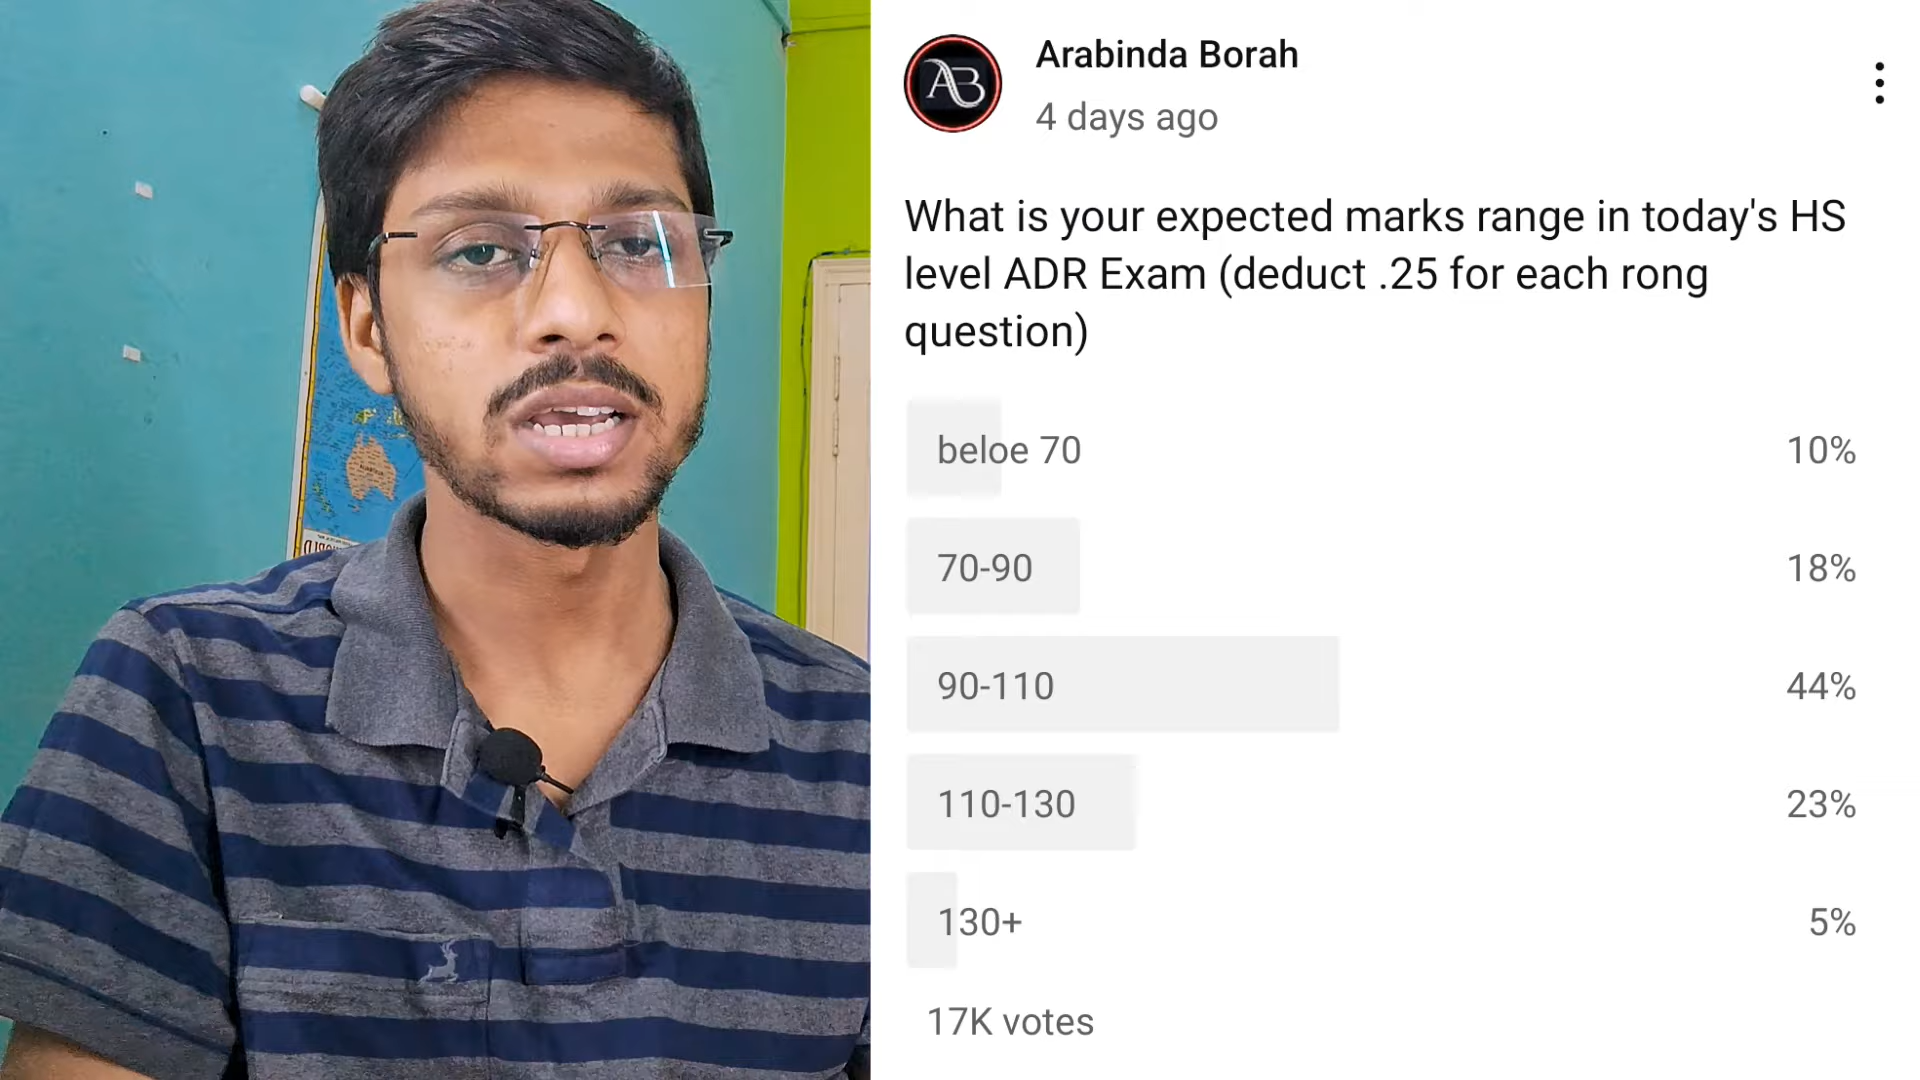 AB
Arabinda Borah
4 days ago
What is your expected marks range in today's HS
level ADR Exam (deduct .25 for each rong
question)
beloe 70 10%
70-90 18%
90-110 44%
110-130 23%
130+ 5%
17K votes